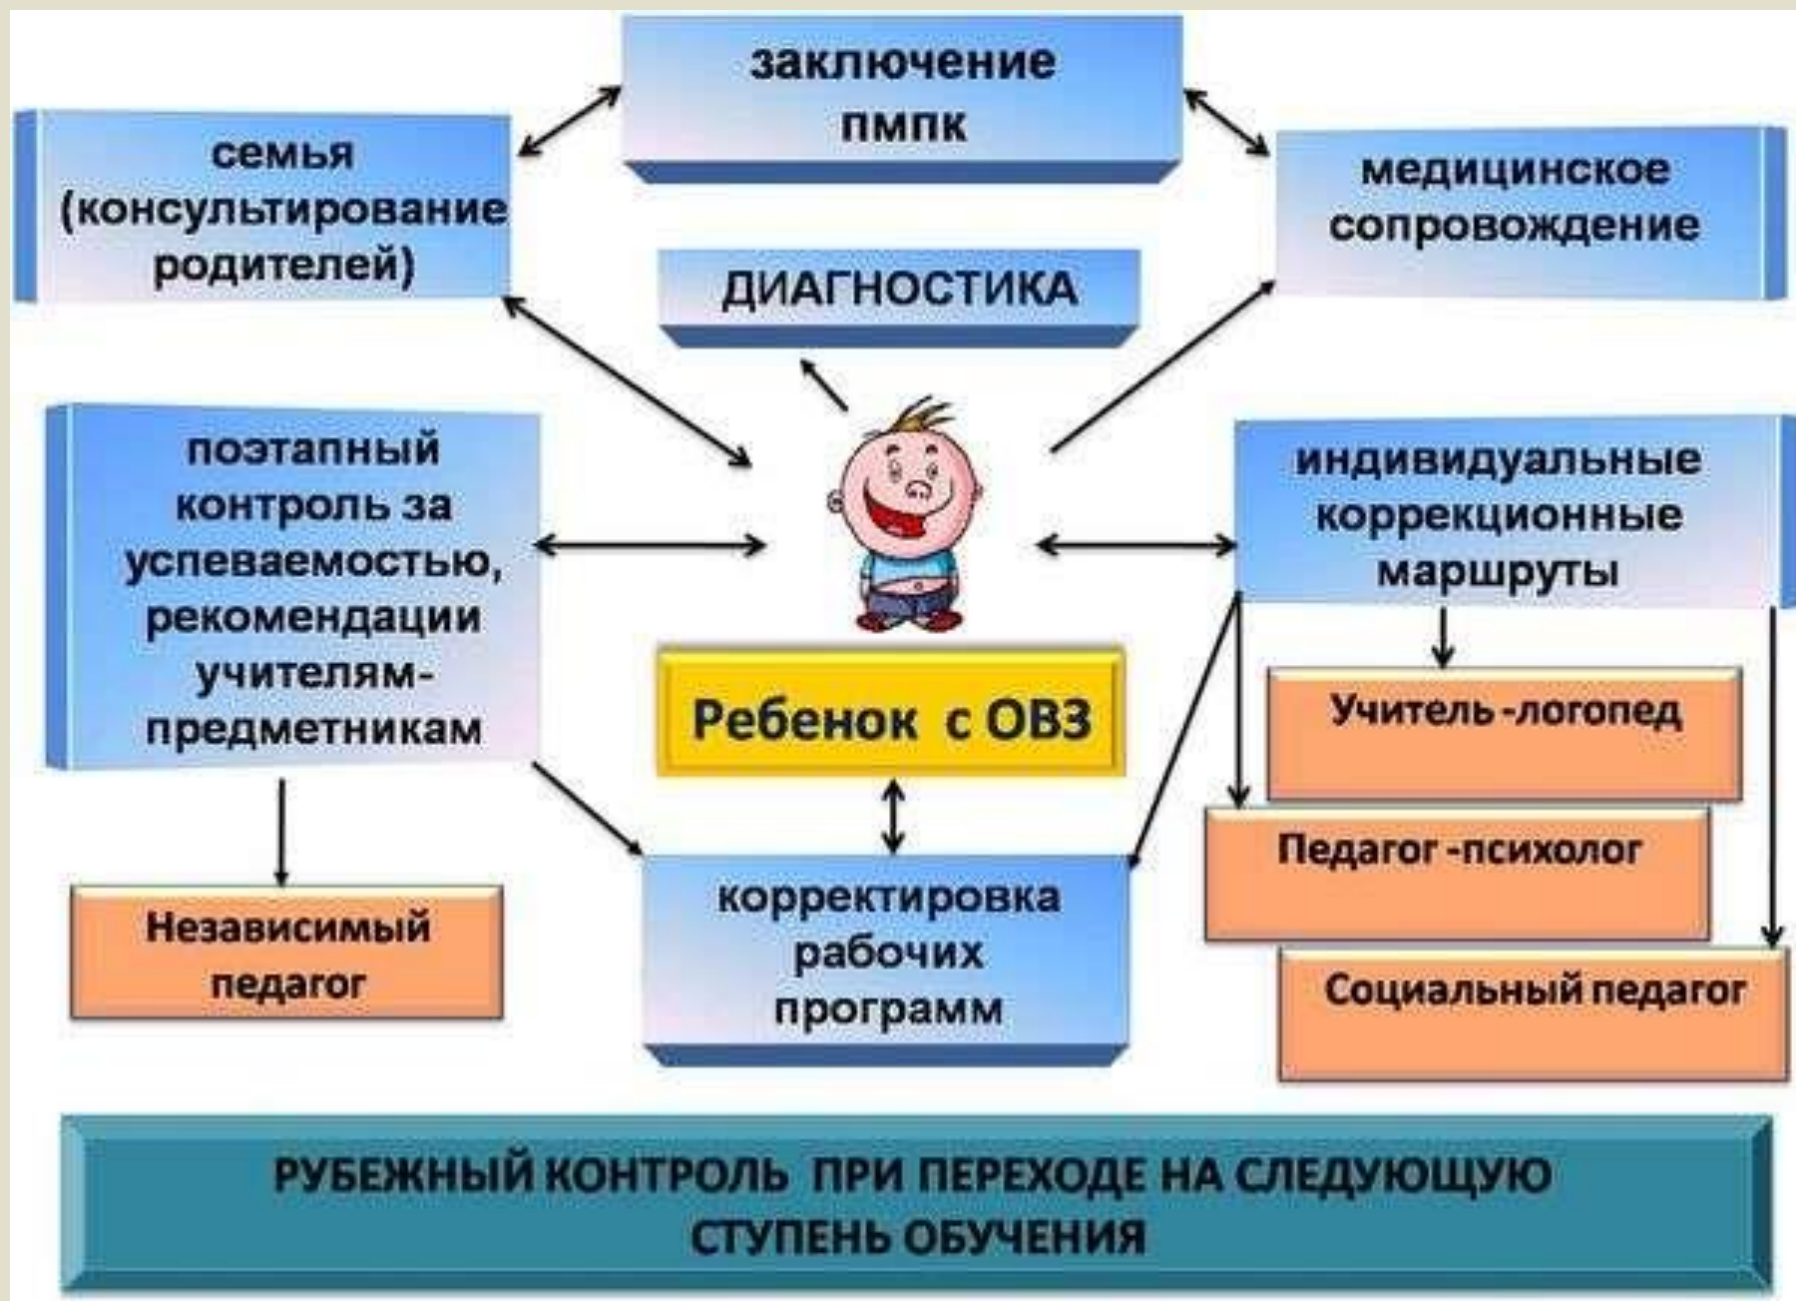 заключение
пмпк
семья
(консультирование
родителей)
медицинское
сопровождение
ДИАГНОСТИКА
поэтапный
контроль за
успеваемостью,
рекомендации
учителям-
предметникам
индивидуальные
коррекционные
маршруты
Ребенок с ОВЗ
Учитель -логопед
Педагог -психолог
Социальный педагог
Независимый
педагог
корректировка
рабочих
программ
РУБЕЖНЫЙ КОНТРОЛЬ ПРИ ПЕРЕХОДЕ НА СЛЕДУЮЩУЮ
СТУПЕНЬ ОБУЧЕНИЯ